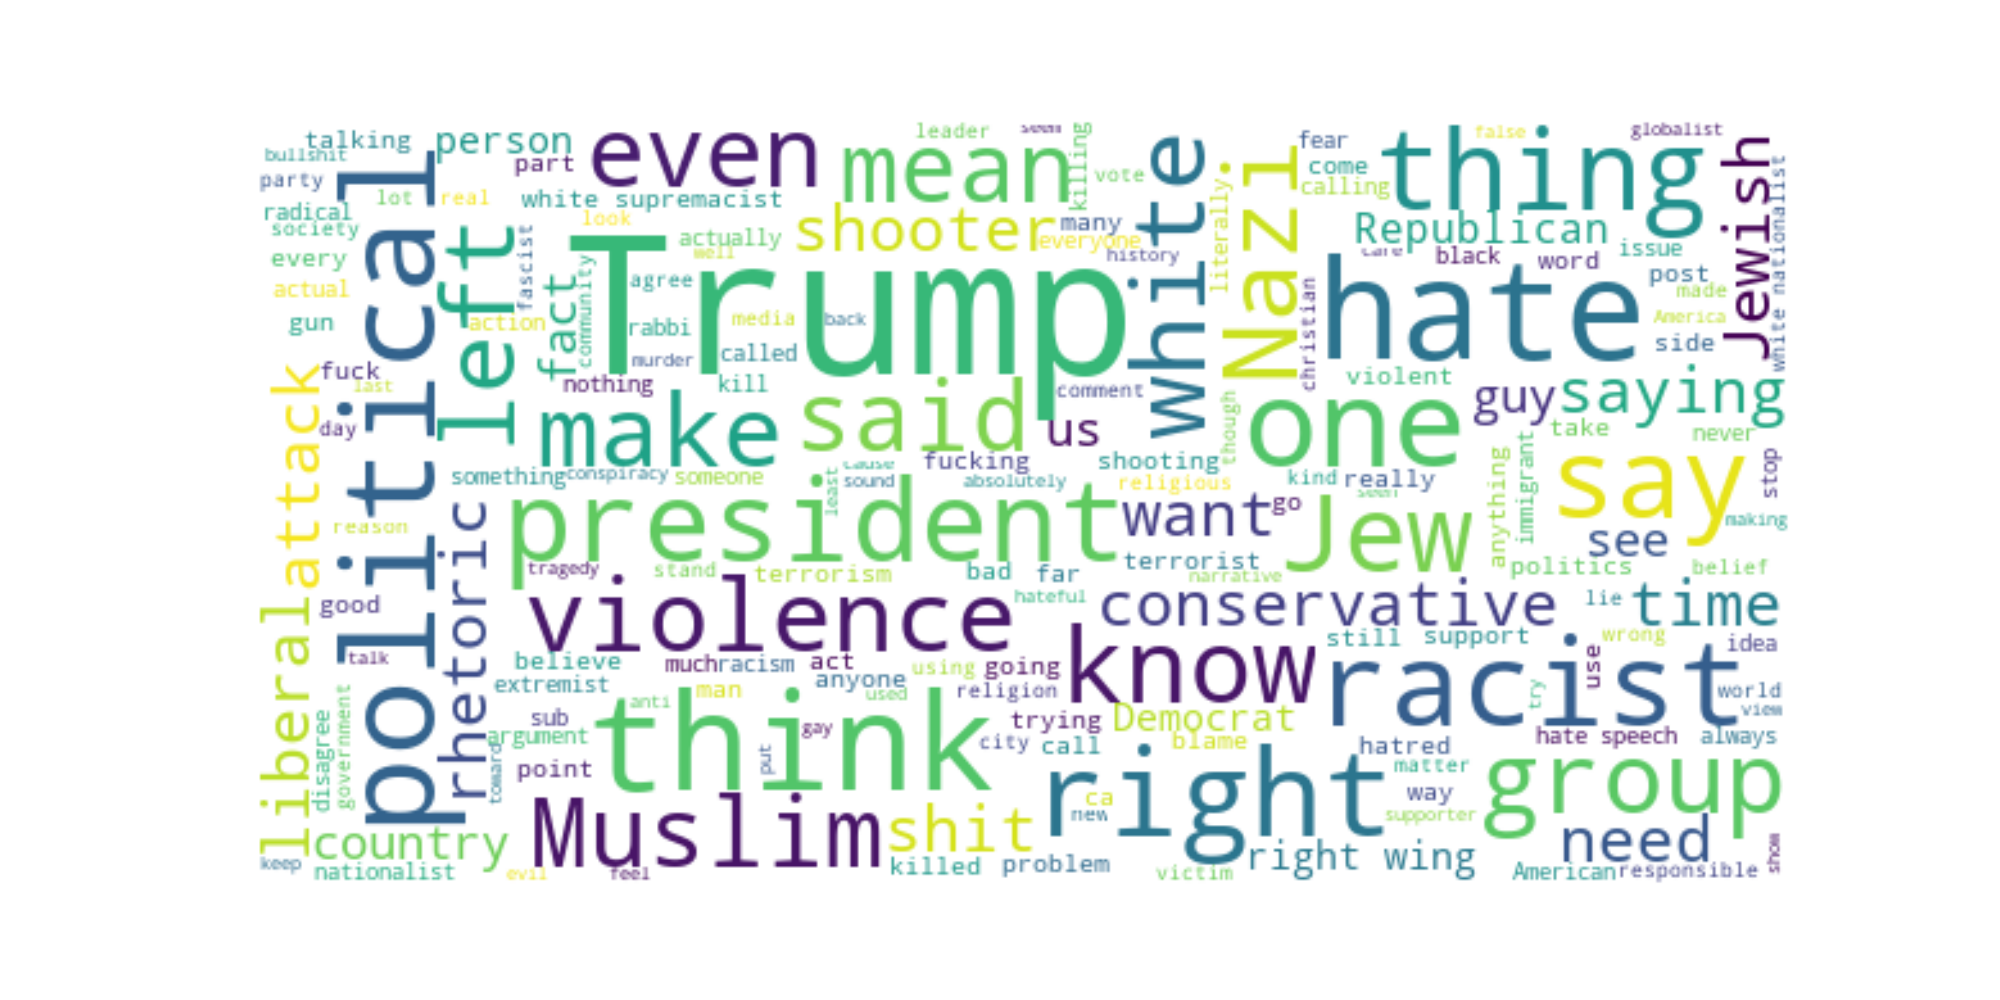 talking
person
even
mean
leader
seen
killing
fear
thing
false
globalist
Jewish
bullshit
part
vote
white
literally
Nazi
come
calling
party
lot
real
white supremacist
shooter
many
everyone
Republican
white nationalist
radical
society
political
left
look
actually
well
history
care
black
word
issue
every
fascist
fact
community
Trump
agree
christian
hate
post
made
actual
action
rabbi
media
back
America
gun
murder
called
side
attack
fuck
last
nothing
kill
comment
violent
day
make
said
us
though
one
guy
saying
take
never
something
conspiracy
someone
cause
sound
fucking
absolutely
shooting
religious
kind
really
seen
anything
immigrant
say
stop
reason
rhetoric
president
least
want
go
Jew
see
making
tragedy
stand
terrorism
bad
far
terrorist
narrative
politics
belief
liberal
good
violence
hateful
conservative
lie
time
talk
believe
much
racism
act
using
going
know
still
support
wrong
idea
extremist
man
anyone
used
religion
racist
use
try
world
view
disagree
government
sub
argument
anti
think
gay
trying
Democrat
city
call
blame
hatred
hate speech
always
toward
point
put
right
matter
group
country
Muslim
shit
ca
new
way
supporter
need
keep
nationalist
evil
feel
killed
problem
victim
right wing
American
responsible
show